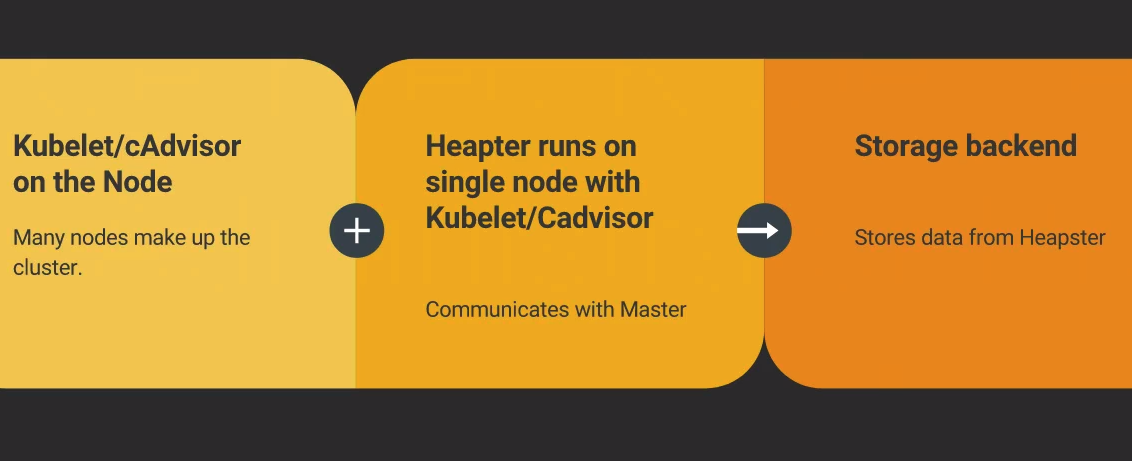 Kubelet/cAdvisor
on the Node
Many nodes make up the
cluster.
Heapter runs on
single node with
Kubelet/Cadvisor
Communicates with Master
Storage backend
Stores data from Heapster